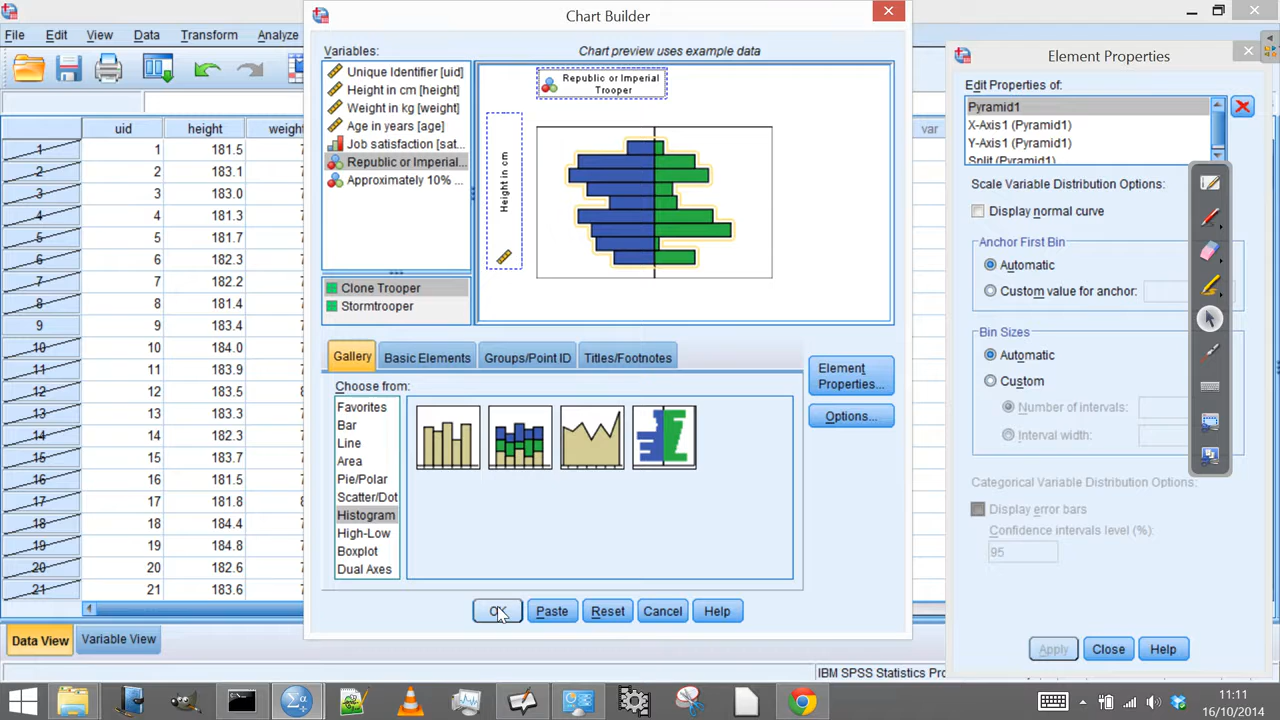 Chart Builder
File Edit View Data Transform Analyze
Variables:
Chart preview uses example data
Unique Identifier [uid]
Height in cm [height]
Weight in kg [weight]
Age in years [age]
Job satisfaction [sat...
Republic or Imperial...
Approximately 10% ...
Clone Trooper
Stormtrooper
Republic or Imperial
Trooper
Height in cm
Gallery Basic Elements Groups/Point ID Titles/Footnotes
Choose from:
Favorites
Bar
Line
Area
Pie/Polar
Scatter/Dot
Histogram
High-Low
Boxplot
Dual Axes
Element
Properties...
Options...
OK Paste Reset Cancel Help
uid height weight var
1 1 181.5
2 2 183.1
3 3 183.0
4 4 181.3
5 5 181.7
6 6 182.3
7 7 182.2
8 8 181.4
9 9 183.4
10 10 184.0
11 11 183.9
12 12 183.5
13 13 183.3
14 14 182.3
15 15 183.7
16 16 181.5
17 17 181.8
18 18 184.4
19 19 184.8
20 20 182.6
21 21 183.6
Data View Variable View
IBM SPSS Statistics Pro
Element Properties
Edit Properties of:
Pyramid1
X-Axis1 (Pyramid1)
Y-Axis1 (Pyramid1)
Split (Pyramid1)
Scale Variable Distribution Options:
Display normal curve
Anchor First Bin
Automatic
Custom value for anchor:
Bin Sizes
Automatic
Custom
Number of intervals:
Interval width:
Categorical Variable Distribution Options:
Display error bars
Confidence intervals level (%):
95
Apply Close Help
11:11
16/10/2014